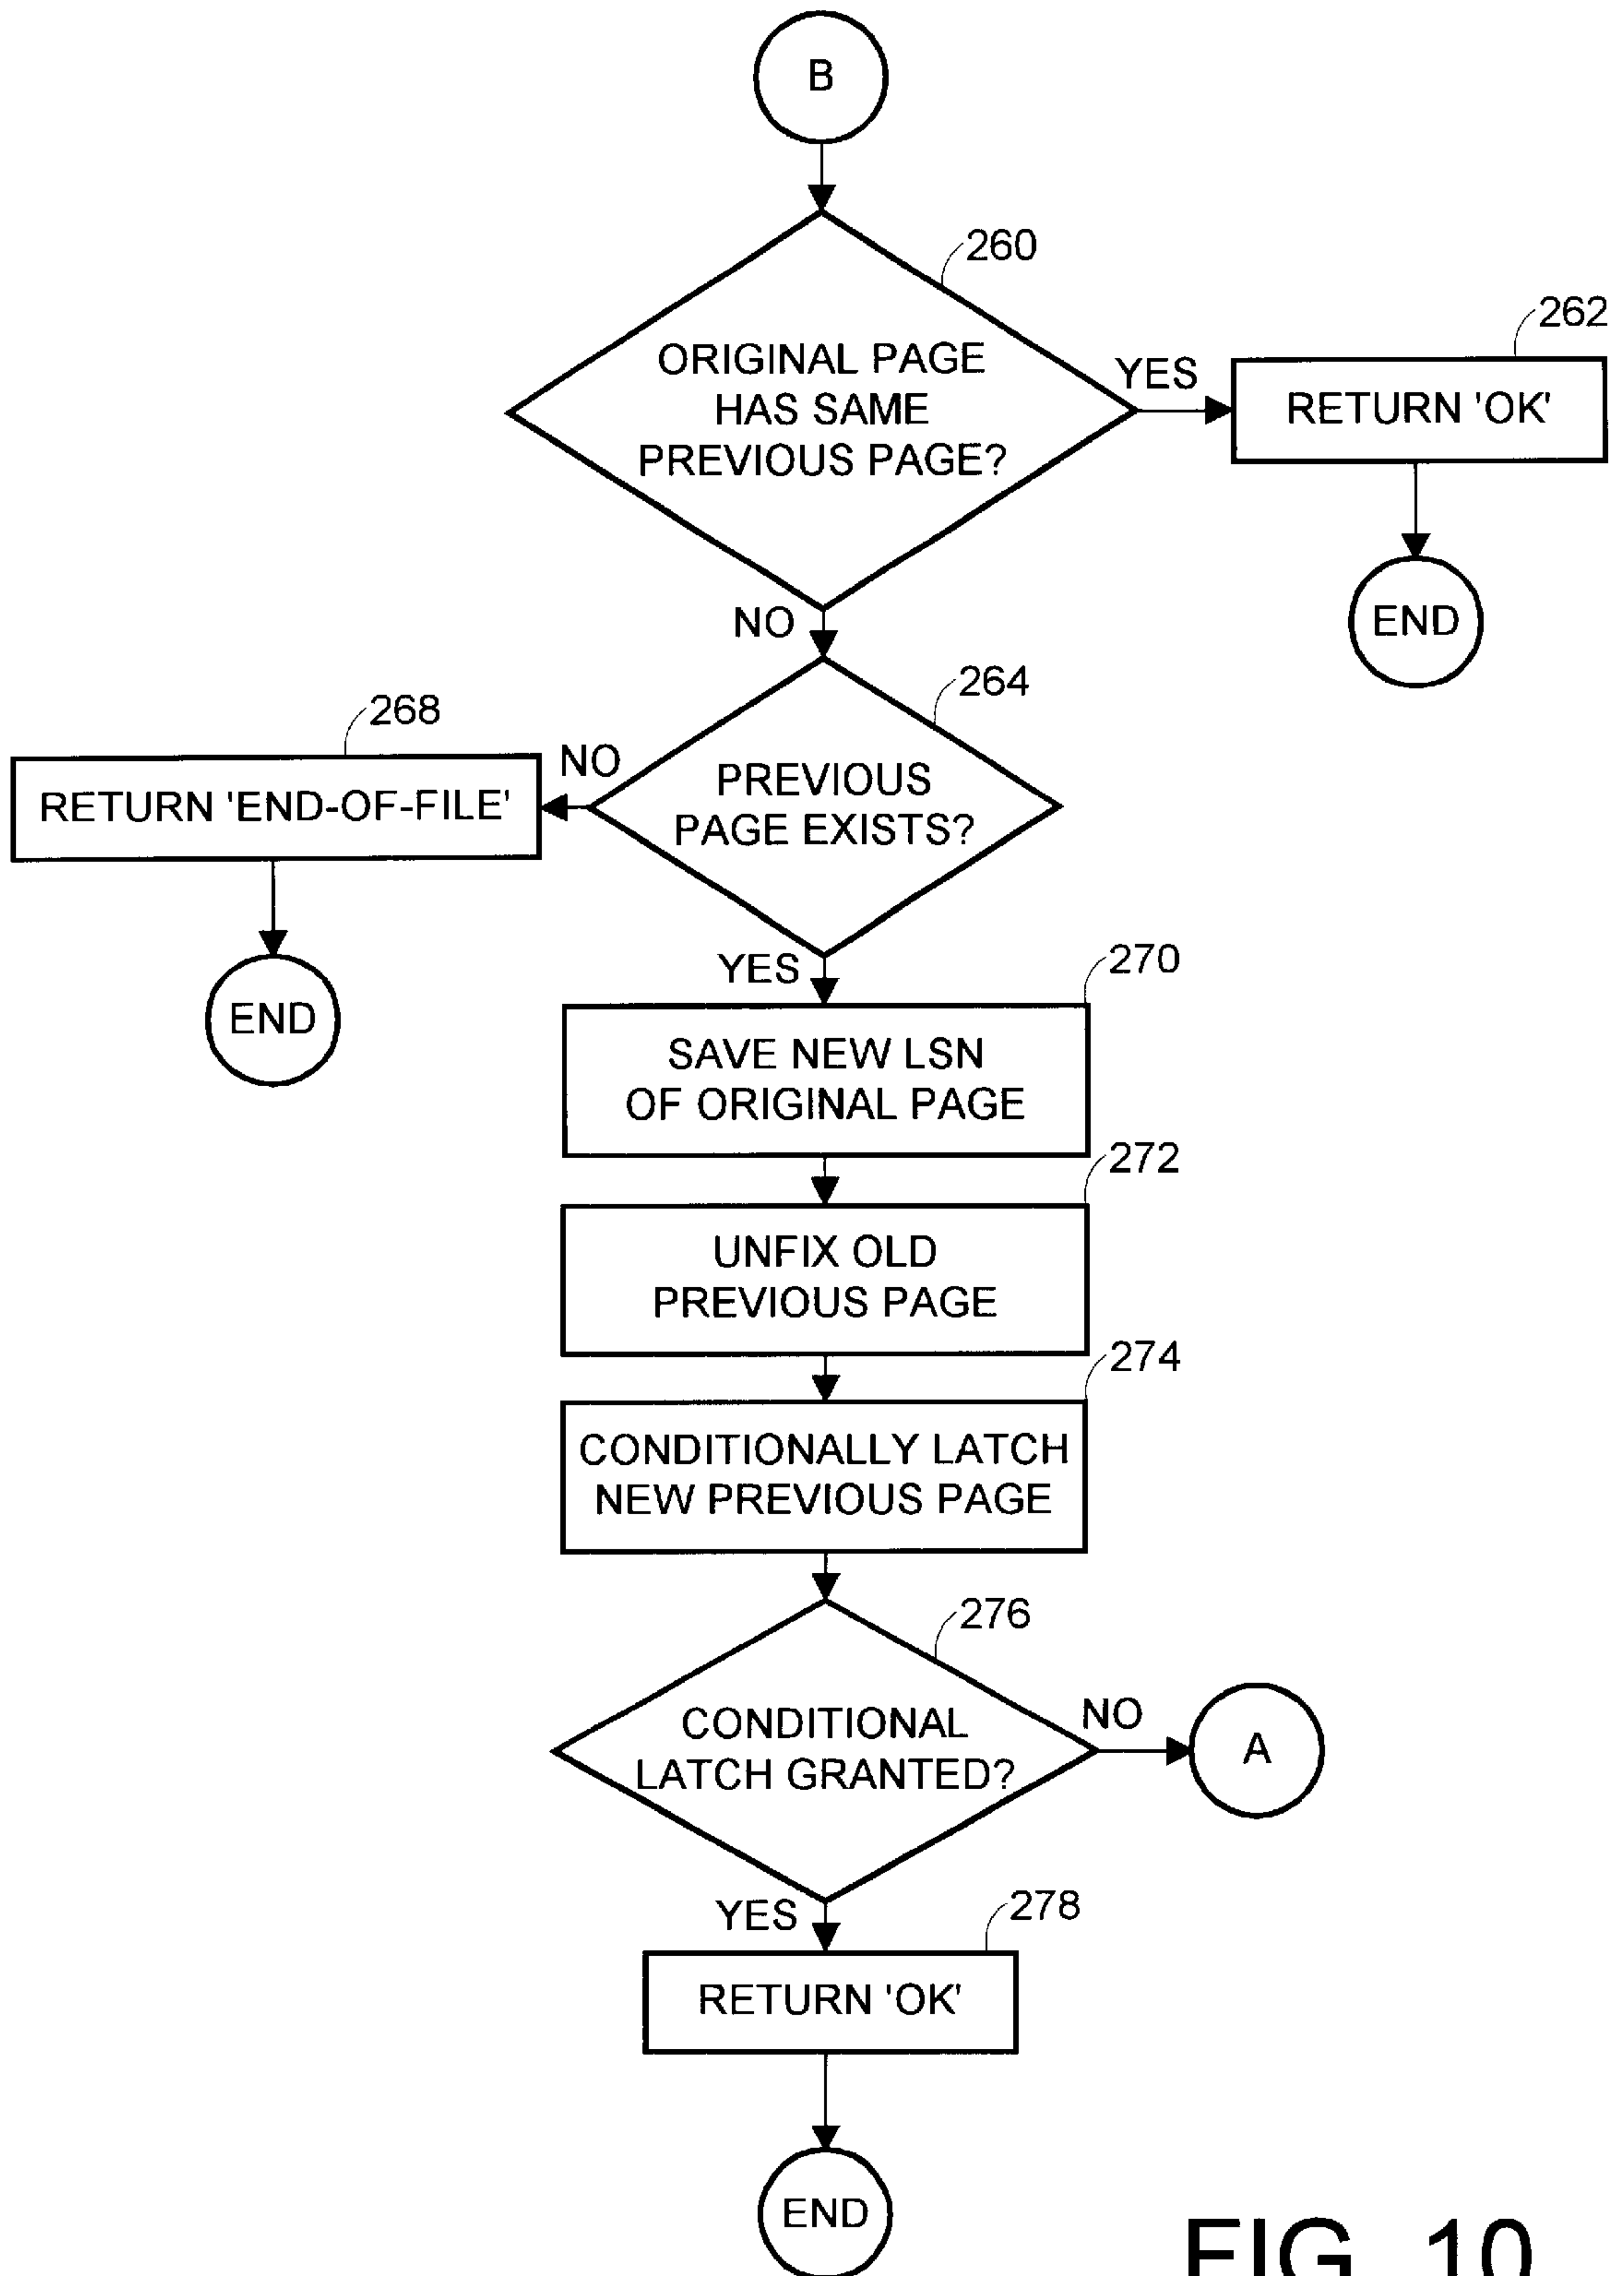 B
260
262
ORIGINAL PAGE
HAS SAME
PREVIOUS PAGE?
YES
RETURN 'OK'
END
NO
264
268
NO
PREVIOUS
PAGE EXISTS?
RETURN 'END-OF-FILE'
END
YES
270
SAVE NEW LSN
OF ORIGINAL PAGE
272
UNFIX OLD
PREVIOUS PAGE
274
CONDITIONALLY LATCH
NEW PREVIOUS PAGE
276
CONDITIONAL
LATCH GRANTED?
NO
A
YES
278
RETURN 'OK'
END
FIG. 10